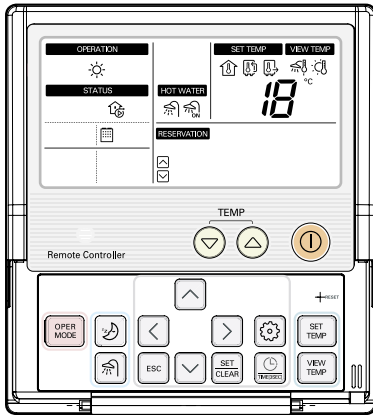 OPERATION
SET TEMP
VIEW TEMP
STATUS
HOT WATER
ON
18 °C
RESERVATION
TEMP
Remote Controller
RESET
OPER MODE
SET TEMP
ESC
SET CLEAR
TIME/SEC
VIEW TEMP